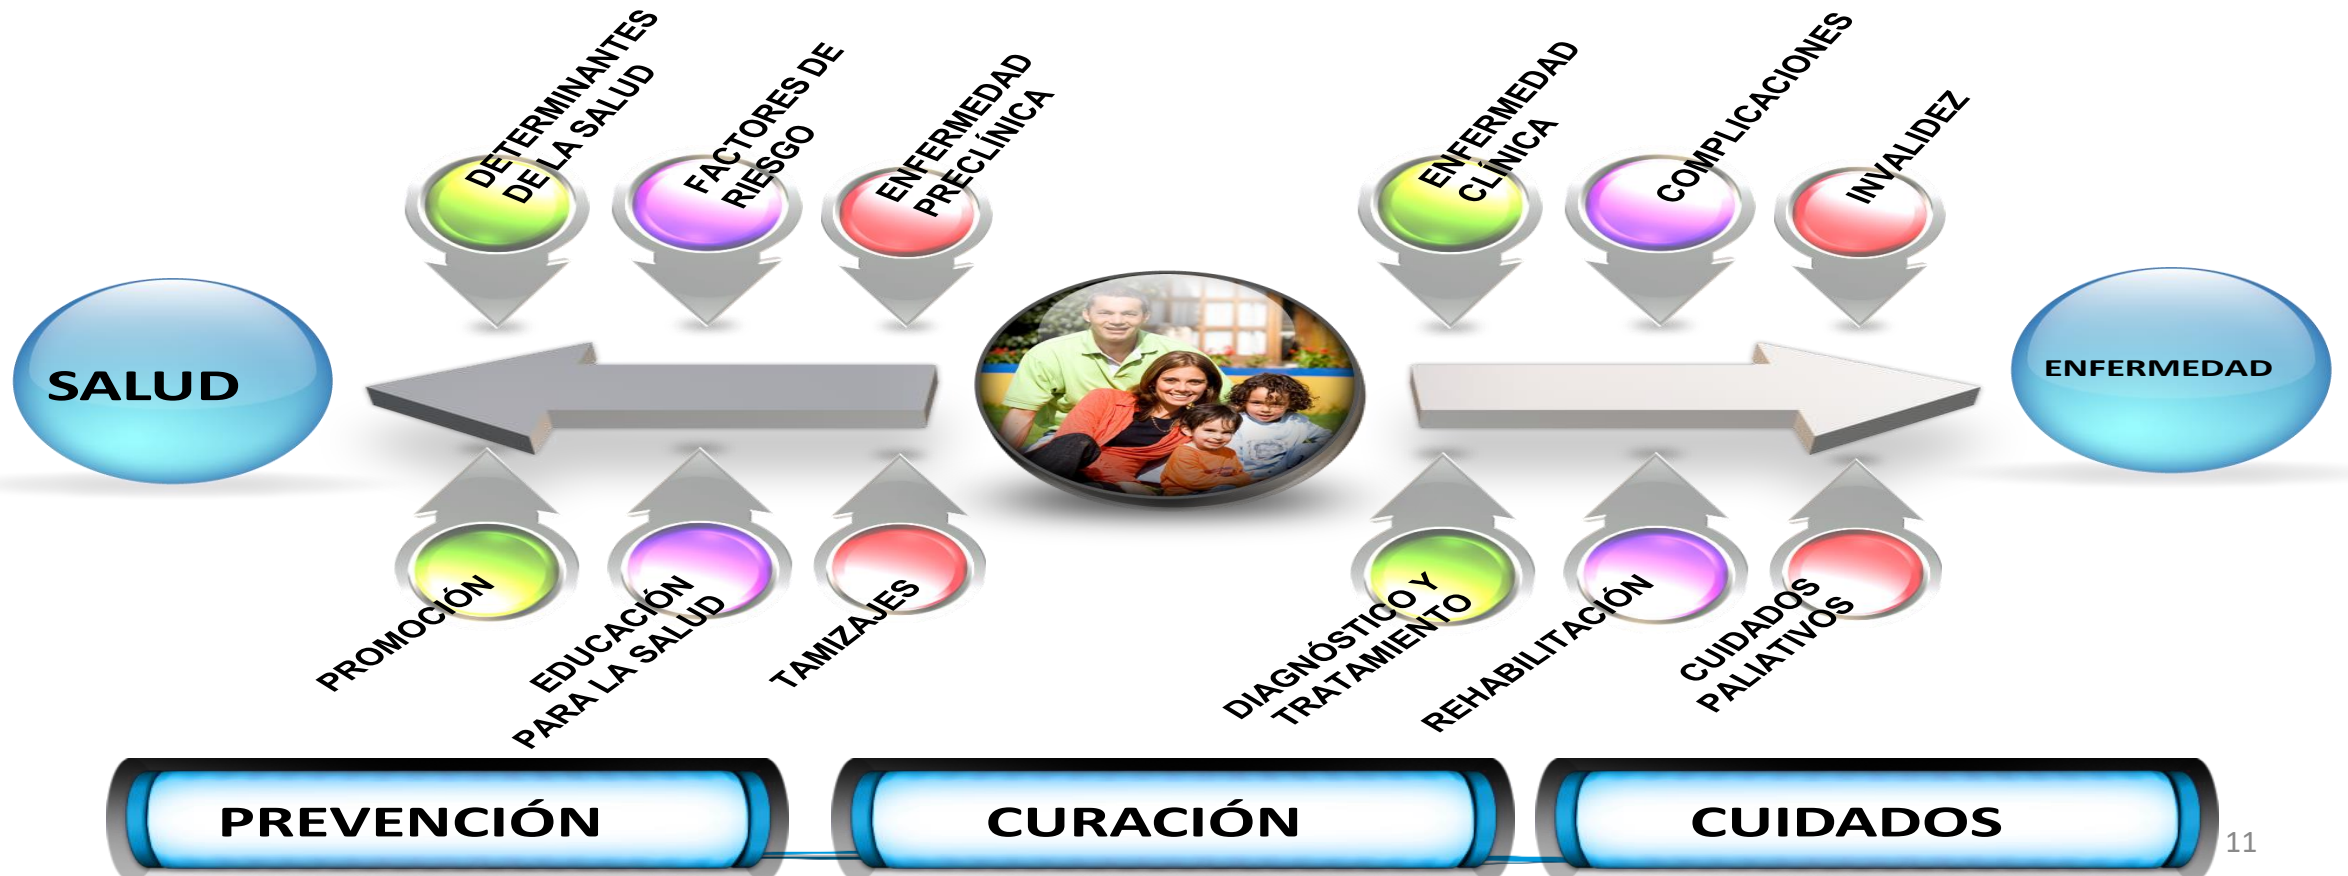 DETERMINANTES
DE LA SALUD
FACTORES DE
RIESGO
ENFERMEDAD
PRECLÍNICA
ENFERMEDAD
CLÍNICA
COMPLICACIONES
INVALIDEZ
SALUD
ENFERMEDAD
PROMOCIÓN
EDUCACIÓN
PARA LA SALUD
TAMIZAJES
DIAGNÓSTICO Y
TRATAMIENTO
REHABILITACIÓN
CUIDADOS
PALIATIVOS
PREVENCIÓN
CURACIÓN
CUIDADOS
11